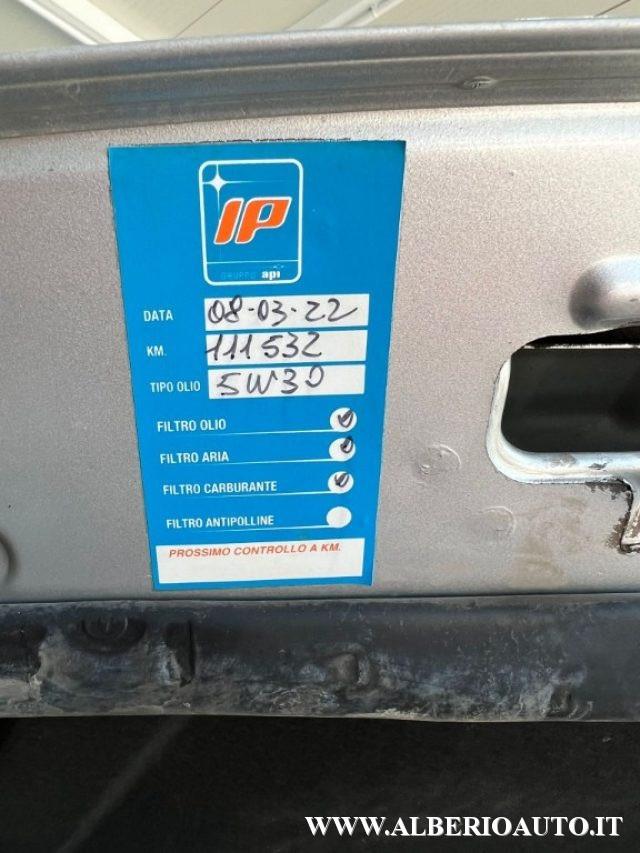 IP
GRUPPO api
DATA 08-03-22
KM. 111532
TIPO OLIO 5W30
FILTRO OLIO
FILTRO ARIA
FILTRO CARBURANTE
FILTRO ANTIPOLLINE
PROSSIMO CONTROLLO A KM.
WWW.ALBERIOAUTO.IT